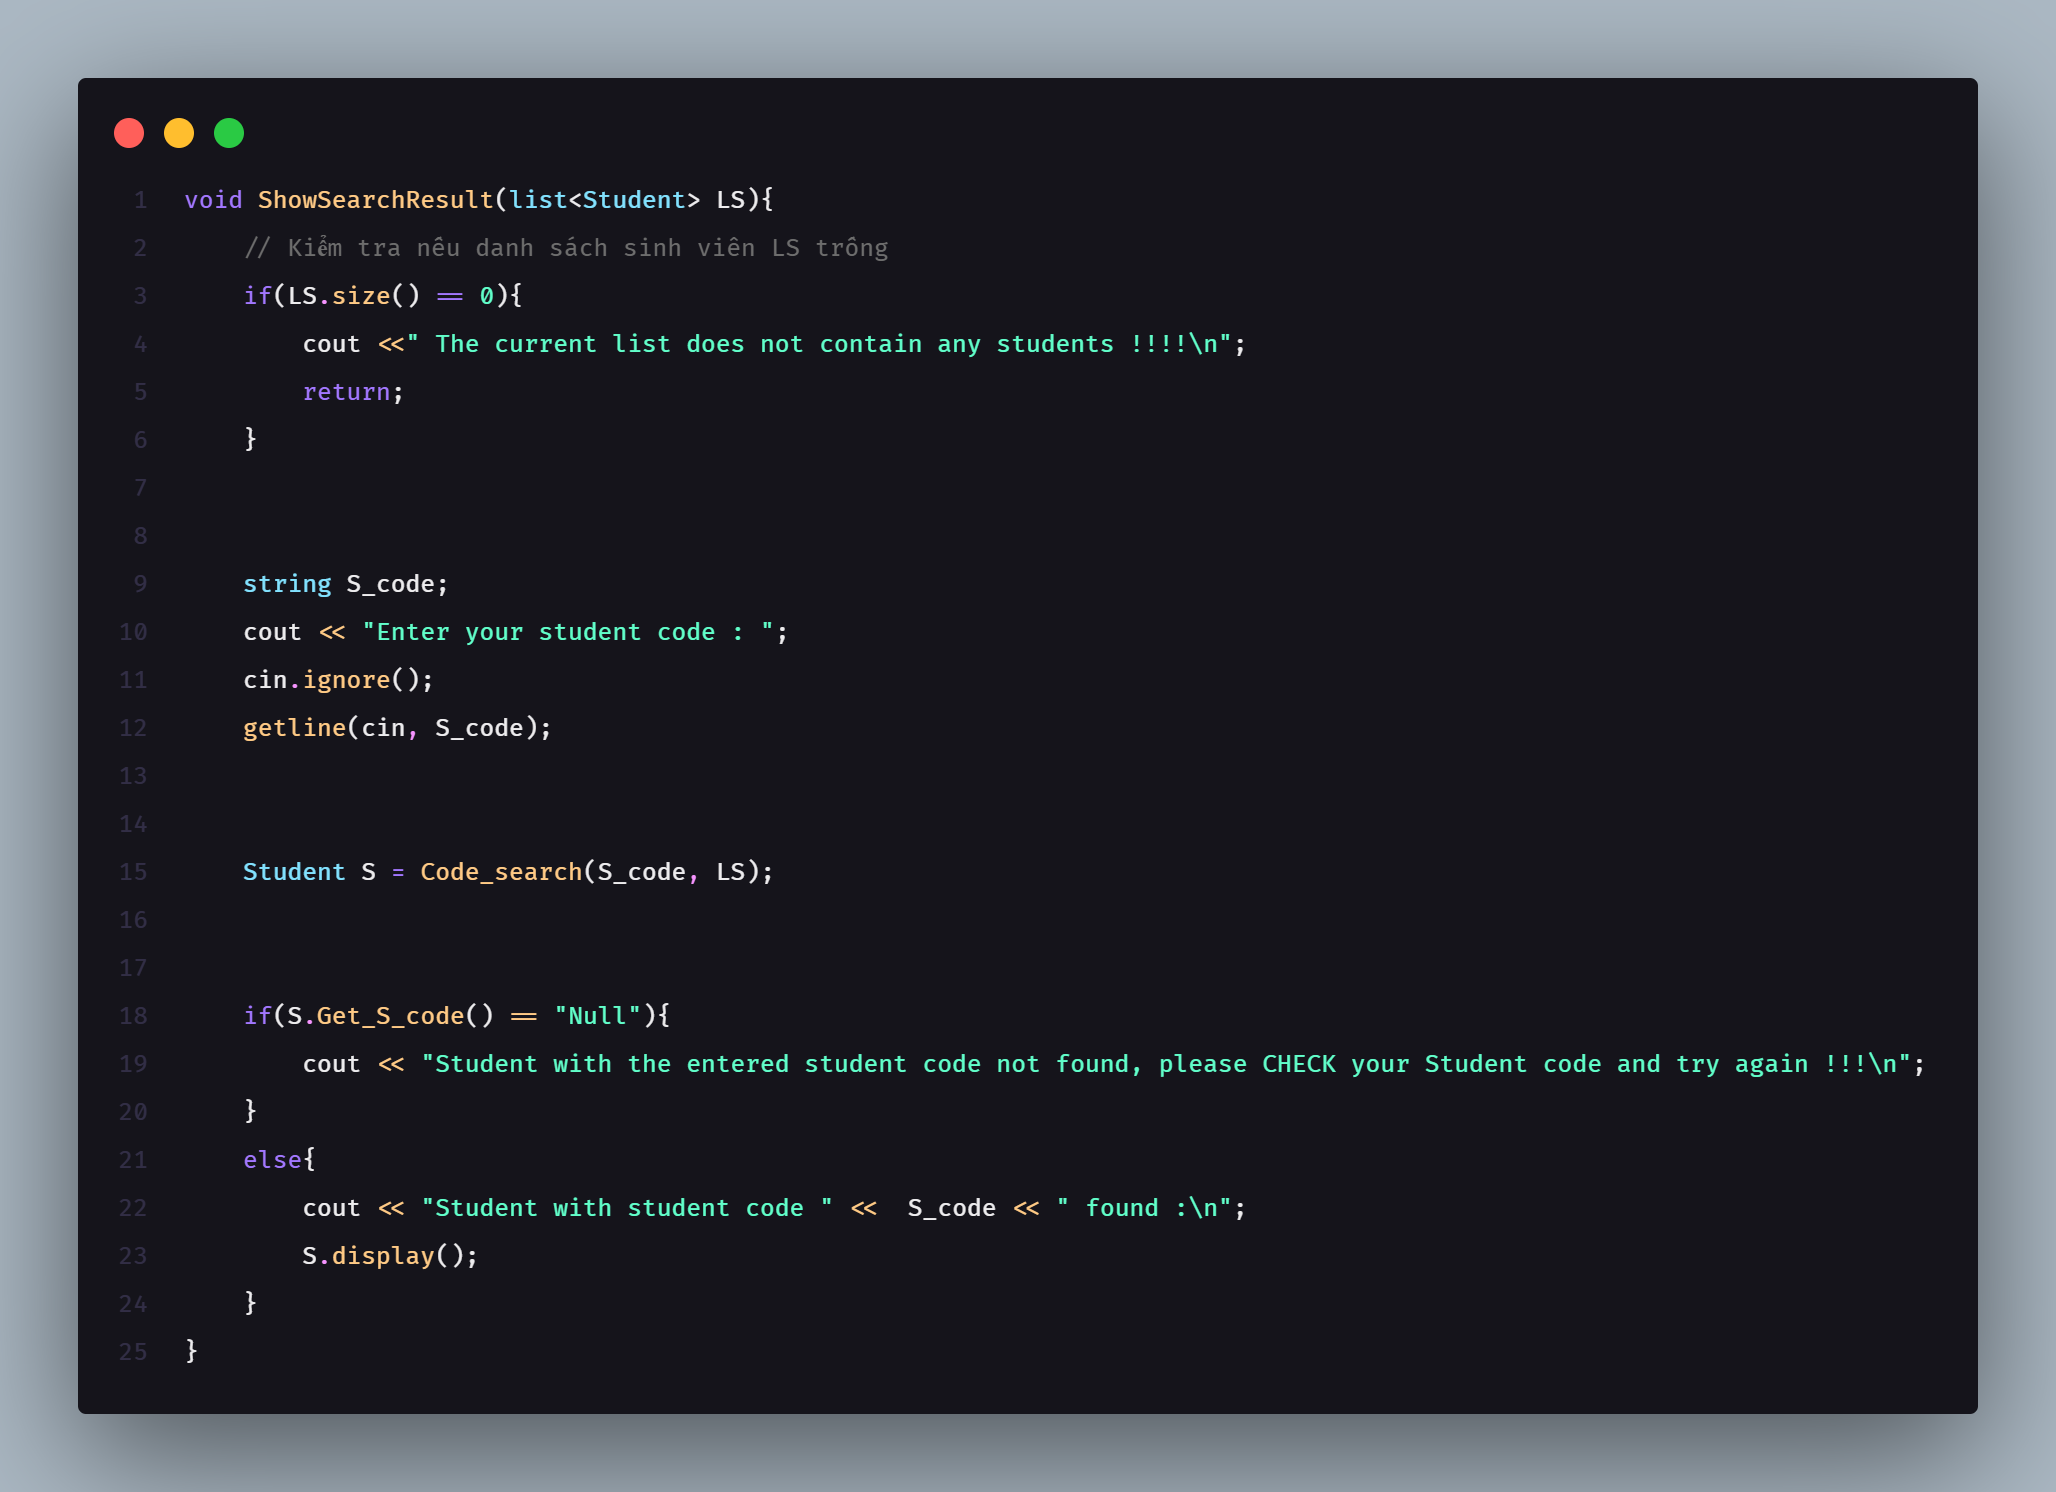 1 void ShowSearchResult(list<Student> LS){
2     // Kiểm tra nếu danh sách sinh viên LS trống
3     if(LS.size() == 0){
4         cout <<" The current list does not contain any students !!!!\n";
5         return;
6     }
7
8
9     string S_code;
10     cout << "Enter your student code : ";
11     cin.ignore();
12     getline(cin, S_code);
13
14
15     Student S = Code_search(S_code, LS);
16
17
18     if(S.Get_S_code() == "Null"){
19         cout << "Student with the entered student code not found, please CHECK your Student code and try again !!!\n";
20     }
21     else{
22         cout << "Student with student code " <<  S_code << " found :\n";
23         S.display();
24     }
25 }